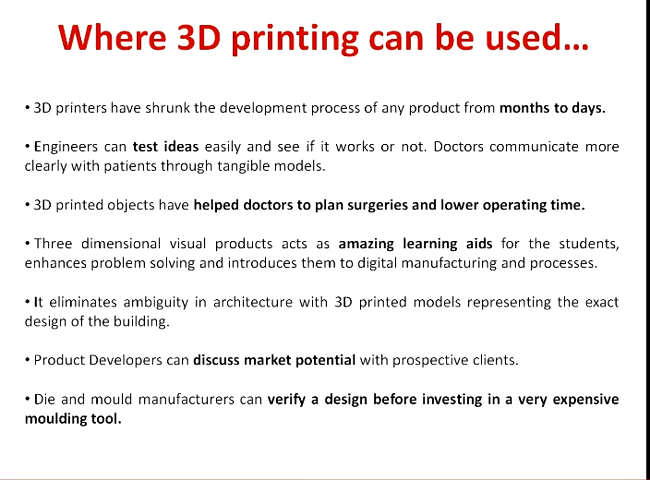 Where 3D printing can be used...
• 3D printers have shrunk the development process of any product from months to days.
• Engineers can test ideas easily and see if it works or not. Doctors communicate more
clearly with patients through tangible models.
• 3D printed objects have helped doctors to plan surgeries and lower operating time.
• Three dimensional visual products acts as amazing learning aids for the students,
enhances problem solving and introduces them to digital manufacturing and processes.
• It eliminates ambiguity in architecture with 3D printed models representing the exact
design of the building.
• Product Developers can discuss market potential with prospective clients.
• Die and mould manufacturers can verify a design before investing in a very expensive
moulding tool.